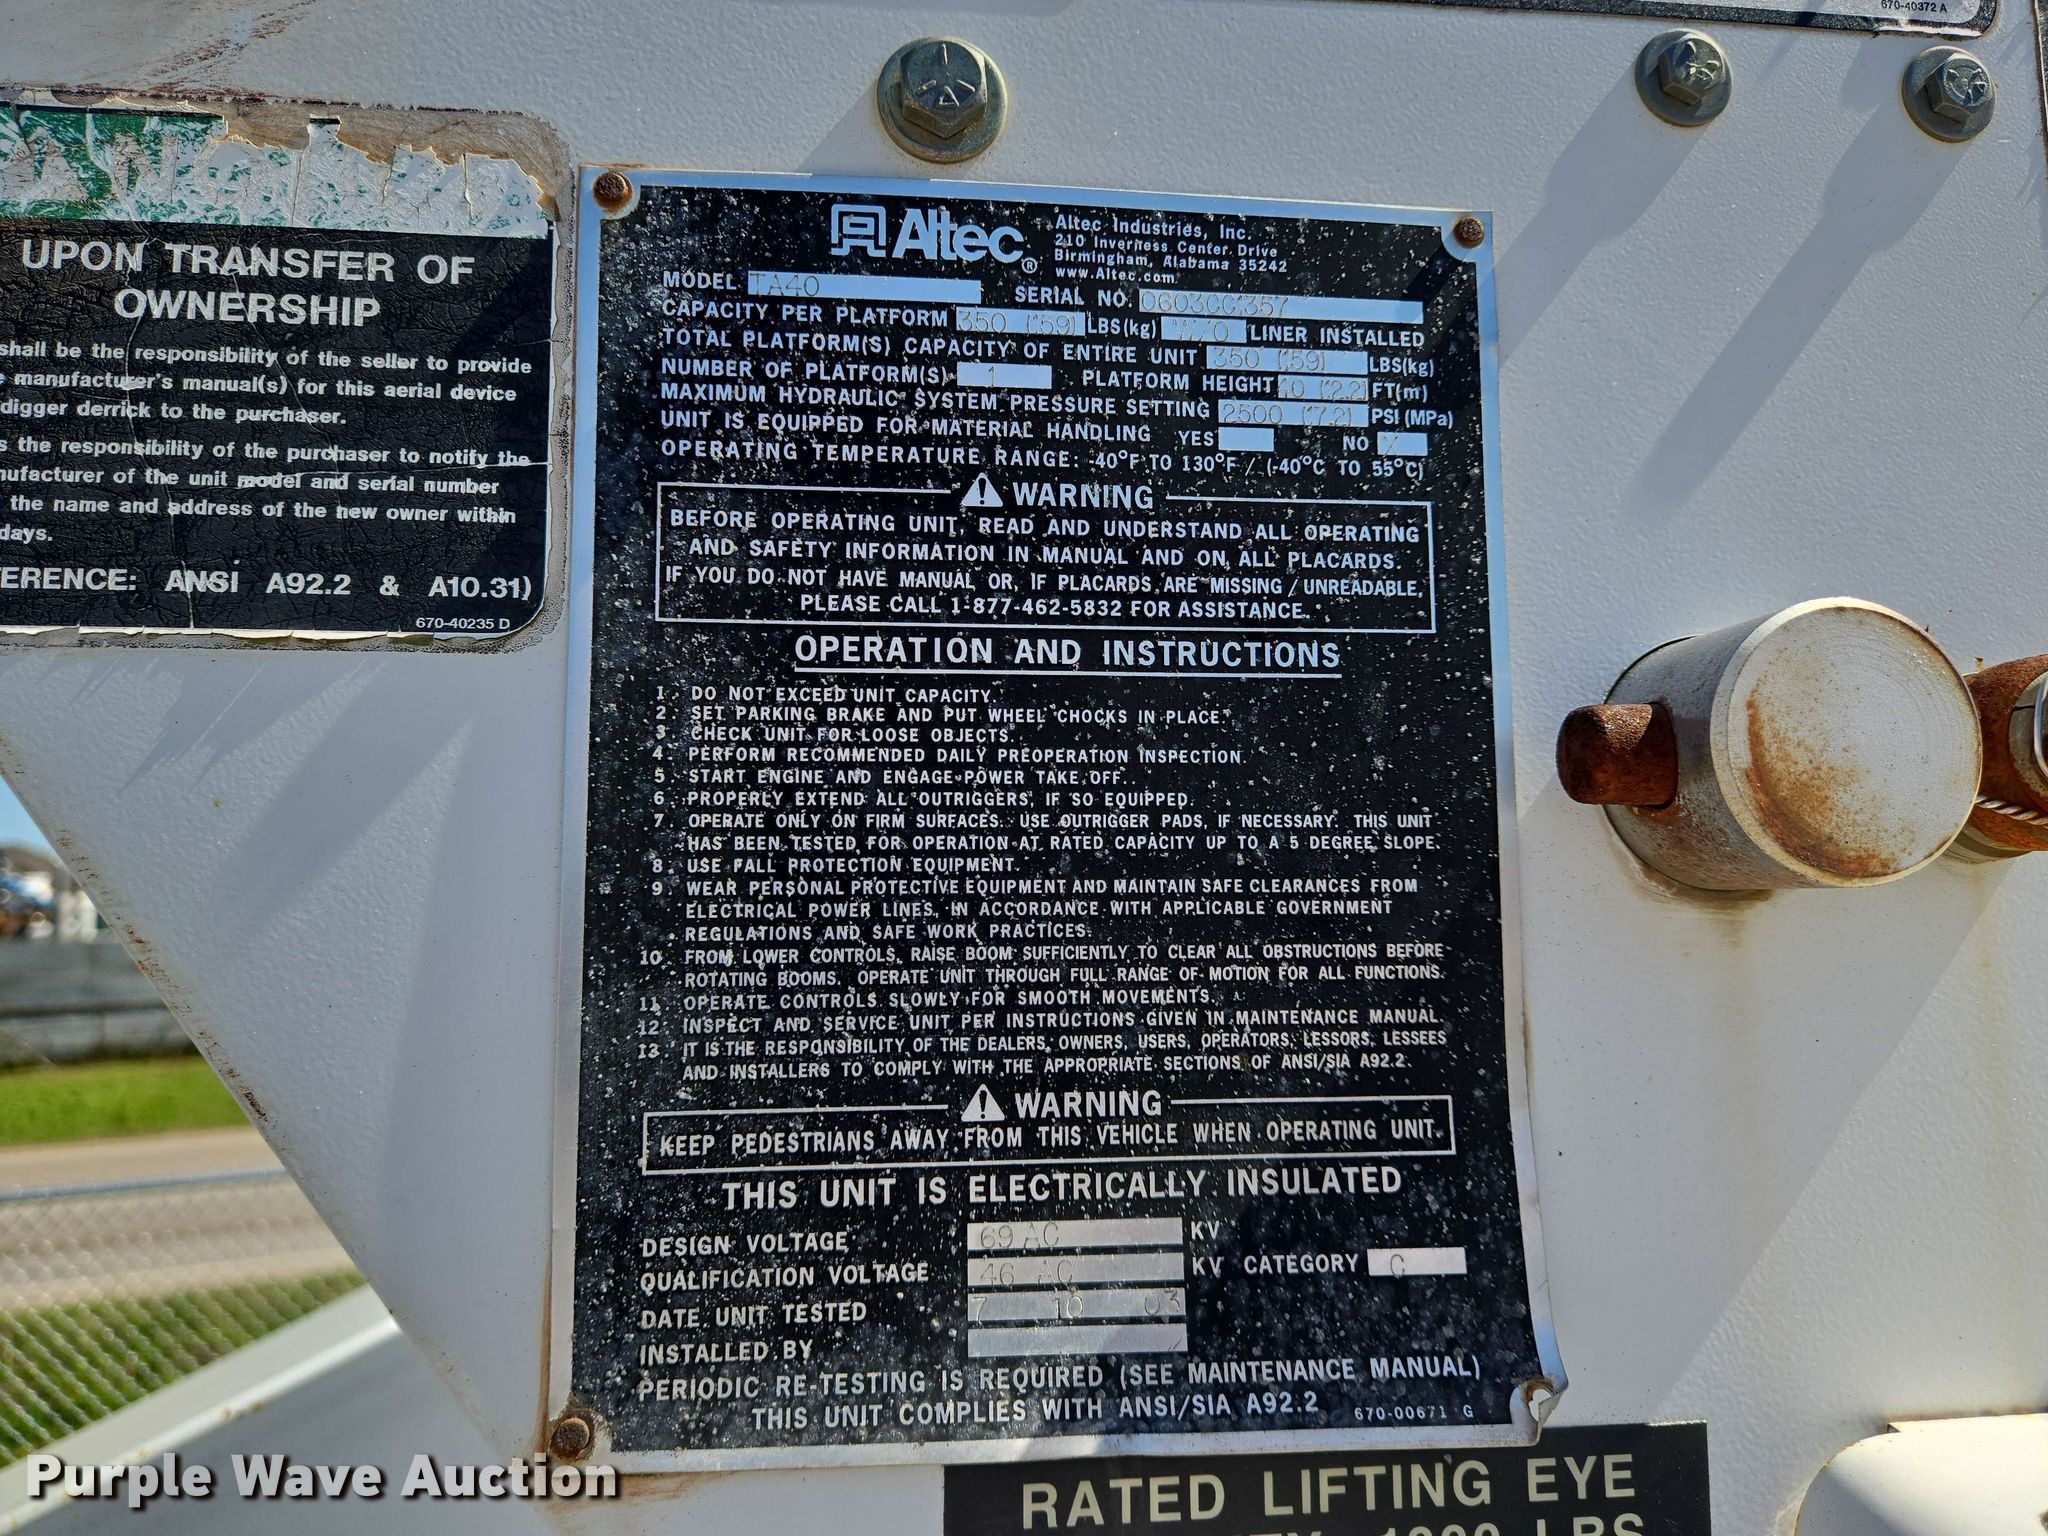 670-40372 A
UPON TRANSFER OF
OWNERSHIP
shall be the responsibility of the seller to provide
manufacturer's manual(s) for this aerial device
digger derrick to the purchaser.
s the responsibility of the purchaser to notify the
nufacturer of the unit model and serial number
the name and address of the new owner within
days.
ERENCE: ANSI A92.2 & A10.31)
670-40235 D
Altec®
Altec Industries, Inc.
210 Inverness Center Drive
Birmingham, Alabama 35242
www.Altec.com
MODEL TA40 SERIAL NO. 0603CC1357
CAPACITY PER PLATFORM 350 (159) LBS(kg) W/O LINER INSTALLED
TOTAL PLATFORM(S) CAPACITY OF ENTIRE UNIT 350 (159) LBS(kg)
NUMBER OF PLATFORM(S) 1 PLATFORM HEIGHT 40 (12.2) FT(m)
MAXIMUM HYDRAULIC SYSTEM PRESSURE SETTING 2500 (17.2) PSI (MPa)
UNIT IS EQUIPPED FOR MATERIAL HANDLING YES NO
OPERATING TEMPERATURE RANGE: -40°F TO 130°F / (-40°C TO 55°C)
WARNING
BEFORE OPERATING UNIT, READ AND UNDERSTAND ALL OPERATING
AND SAFETY INFORMATION IN MANUAL AND ON ALL PLACARDS.
IF YOU DO NOT HAVE MANUAL OR IF PLACARDS ARE MISSING / UNREADABLE,
PLEASE CALL 1-877-462-5832 FOR ASSISTANCE.
OPERATION AND INSTRUCTIONS
1. DO NOT EXCEED UNIT CAPACITY.
2. SET PARKING BRAKE AND PUT WHEEL CHOCKS IN PLACE.
3. CHECK UNIT FOR LOOSE OBJECTS.
4. PERFORM RECOMMENDED DAILY PREOPERATION INSPECTION.
5. START ENGINE AND ENGAGE POWER TAKE OFF.
6. PROPERLY EXTEND ALL OUTRIGGERS, IF SO EQUIPPED.
7. OPERATE ONLY ON FIRM SURFACES. USE OUTRIGGER PADS, IF NECESSARY. THIS UNIT
HAS BEEN TESTED FOR OPERATION AT RATED CAPACITY UP TO A 5 DEGREE SLOPE.
8. USE FALL PROTECTION EQUIPMENT.
9. WEAR PERSONAL PROTECTIVE EQUIPMENT AND MAINTAIN SAFE CLEARANCES FROM
ELECTRICAL POWER LINES, IN ACCORDANCE WITH APPLICABLE GOVERNMENT
REGULATIONS AND SAFE WORK PRACTICES.
10. FROM LOWER CONTROLS, RAISE BOOM SUFFICIENTLY TO CLEAR ALL OBSTRUCTIONS BEFORE
ROTATING BOOMS. OPERATE UNIT THROUGH FULL RANGE OF MOTION FOR ALL FUNCTIONS.
11. OPERATE CONTROLS SLOWLY FOR SMOOTH MOVEMENTS.
12. INSPECT AND SERVICE UNIT PER INSTRUCTIONS GIVEN IN MAINTENANCE MANUAL.
13. IT IS THE RESPONSIBILITY OF THE DEALERS, OWNERS, USERS, OPERATORS, LESSORS, LESSEES
AND INSTALLERS TO COMPLY WITH THE APPROPRIATE SECTIONS OF ANSI/SIA A92.2.
WARNING
KEEP PEDESTRIANS AWAY FROM THIS VEHICLE WHEN OPERATING UNIT.
THIS UNIT IS ELECTRICALLY INSULATED
DESIGN VOLTAGE 69 AC KV
QUALIFICATION VOLTAGE 46 AC KV CATEGORY C
DATE UNIT TESTED 7 10 03
INSTALLED BY
PERIODIC RE-TESTING IS REQUIRED (SEE MAINTENANCE MANUAL)
THIS UNIT COMPLIES WITH ANSI/SIA A92.2 670-00671 G
RATED LIFTING EYE
Purple Wave Auction